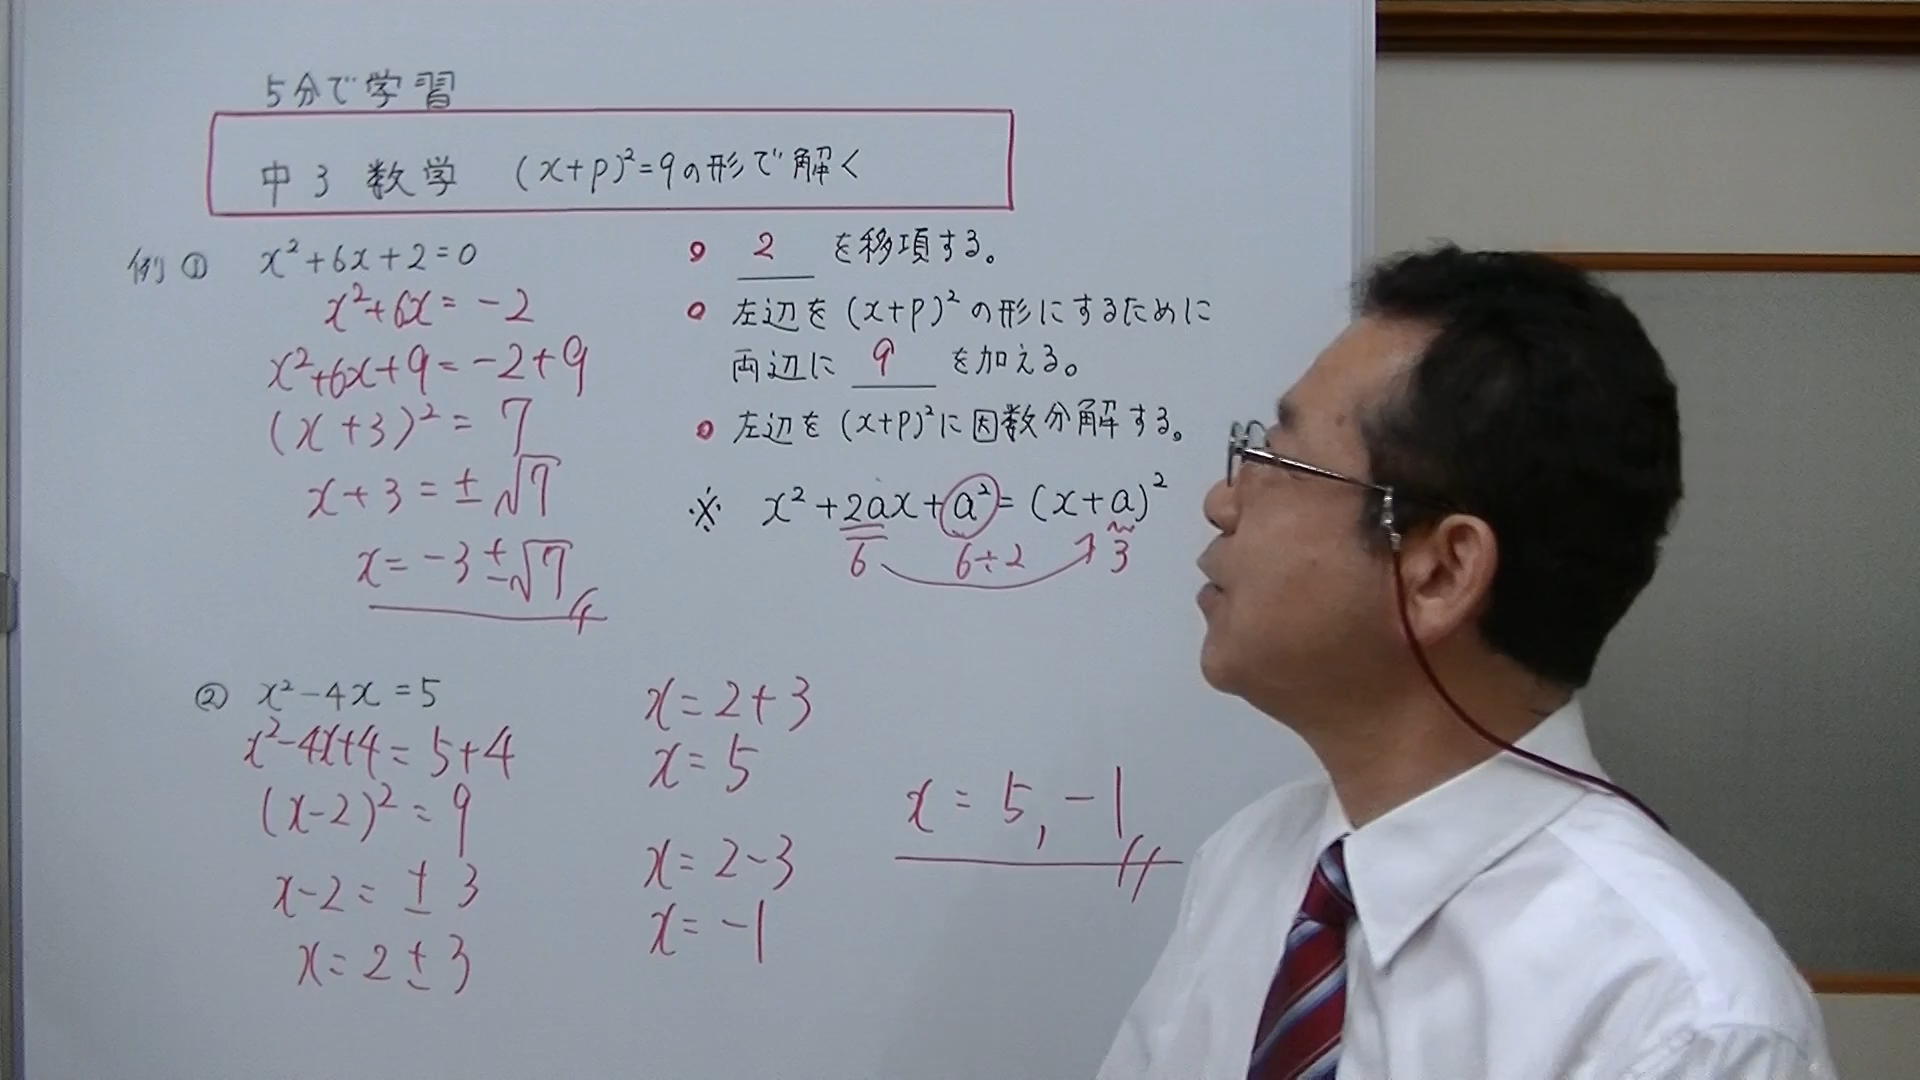 5分で学習
中3 数学 (x+p)²=qの形で解く
例① x²+6x+2=0
x²+6x=-2
x²+6x+9=-2+9
(x+3)²=7
x+3=±√7
x=-3±√7
2 を移項する。
左辺を(x+p)²の形にするために
両辺に 9 を加える。
左辺を(x+p)²に因数分解する。
※ x²+2ax+a²=(x+a)²
6 6÷2 3
② x²-4x=5
x²-4x+4=5+4
(x-2)²=9
x-2=±3
x=2±3
x=2+3
x=5
x=2-3
x=-1
x=5,-1